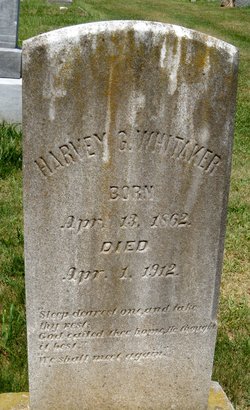 HARVEY G. WHITAKER
BORN
Apr. 13, 1862.
DIED
Apr. 1, 1912.
Sleep dearest one, and take
thy rest,
God called thee home, He thought
it best.
We shall meet again.